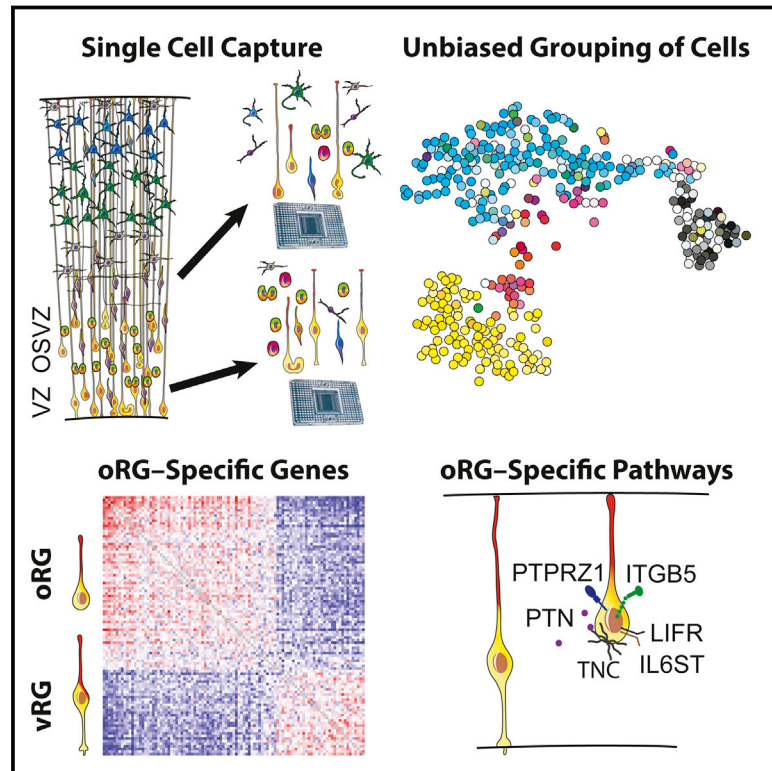 Single Cell Capture
Unbiased Grouping of Cells
VZ OSVZ
oRG–Specific Genes
oRG
vRG
oRG–Specific Pathways
PTPRZ1
ITGB5
PTN
LIFR
TNC
IL6ST